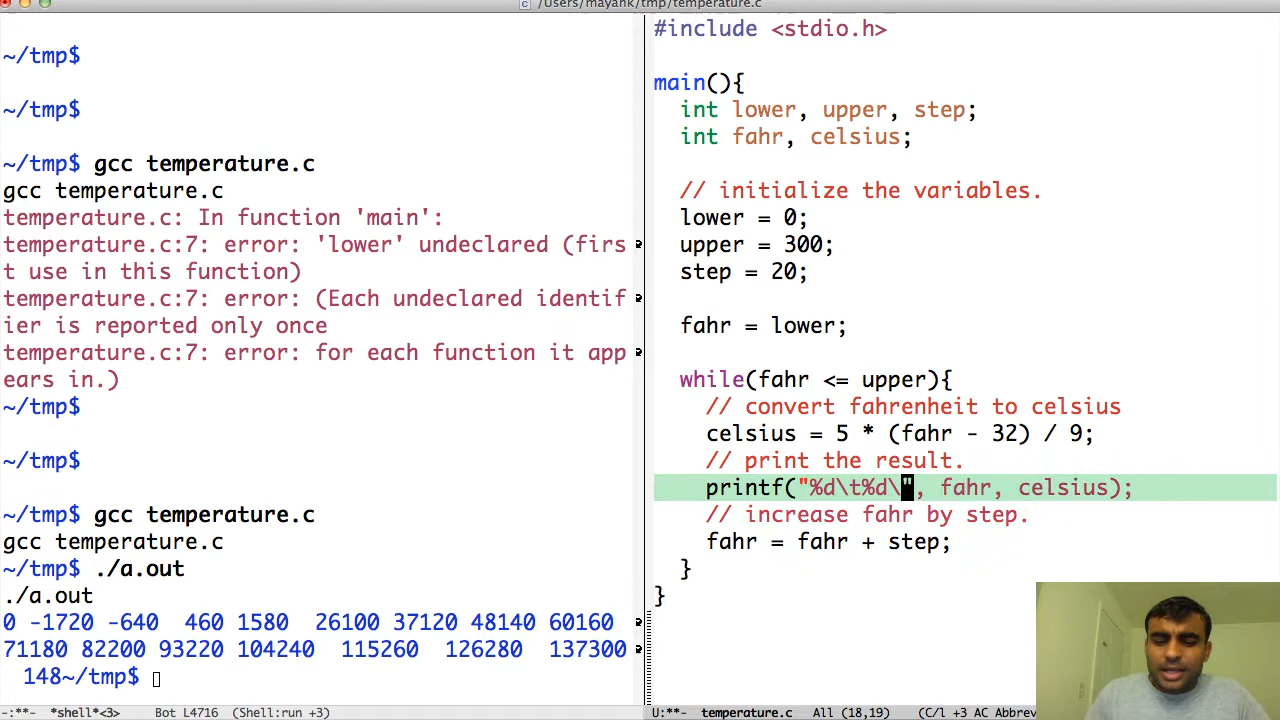 /Users/mayank/tmp/temperature.c
~/tmp$
~/tmp$
~/tmp$ gcc temperature.c
gcc temperature.c
temperature.c: In function 'main':
temperature.c:7: error: 'lower' undeclared (firs
t use in this function)
temperature.c:7: error: (Each undeclared identif
ier is reported only once
temperature.c:7: error: for each function it app
ears in.)
~/tmp$
~/tmp$
~/tmp$ gcc temperature.c
gcc temperature.c
~/tmp$ ./a.out
./a.out
0 -1720 -640  460 1580  26100 37120 48140 60160
71180 82200 93220 104240  115260  126280  137300
148~/tmp$
-:**-  *shell*<3>  Bot L4716  (Shell:run +3)
#include <stdio.h>
main(){
int lower, upper, step;
int fahr, celsius;
// initialize the variables.
lower = 0;
upper = 300;
step = 20;
fahr = lower;
while(fahr <= upper){
// convert fahrenheit to celsius
celsius = 5 * (fahr - 32) / 9;
// print the result.
printf("%d\t%d\", fahr, celsius);
// increase fahr by step.
fahr = fahr + step;
}
}
U:**-  temperature.c  All (18,19)  (C/l +3 AC Abbrev